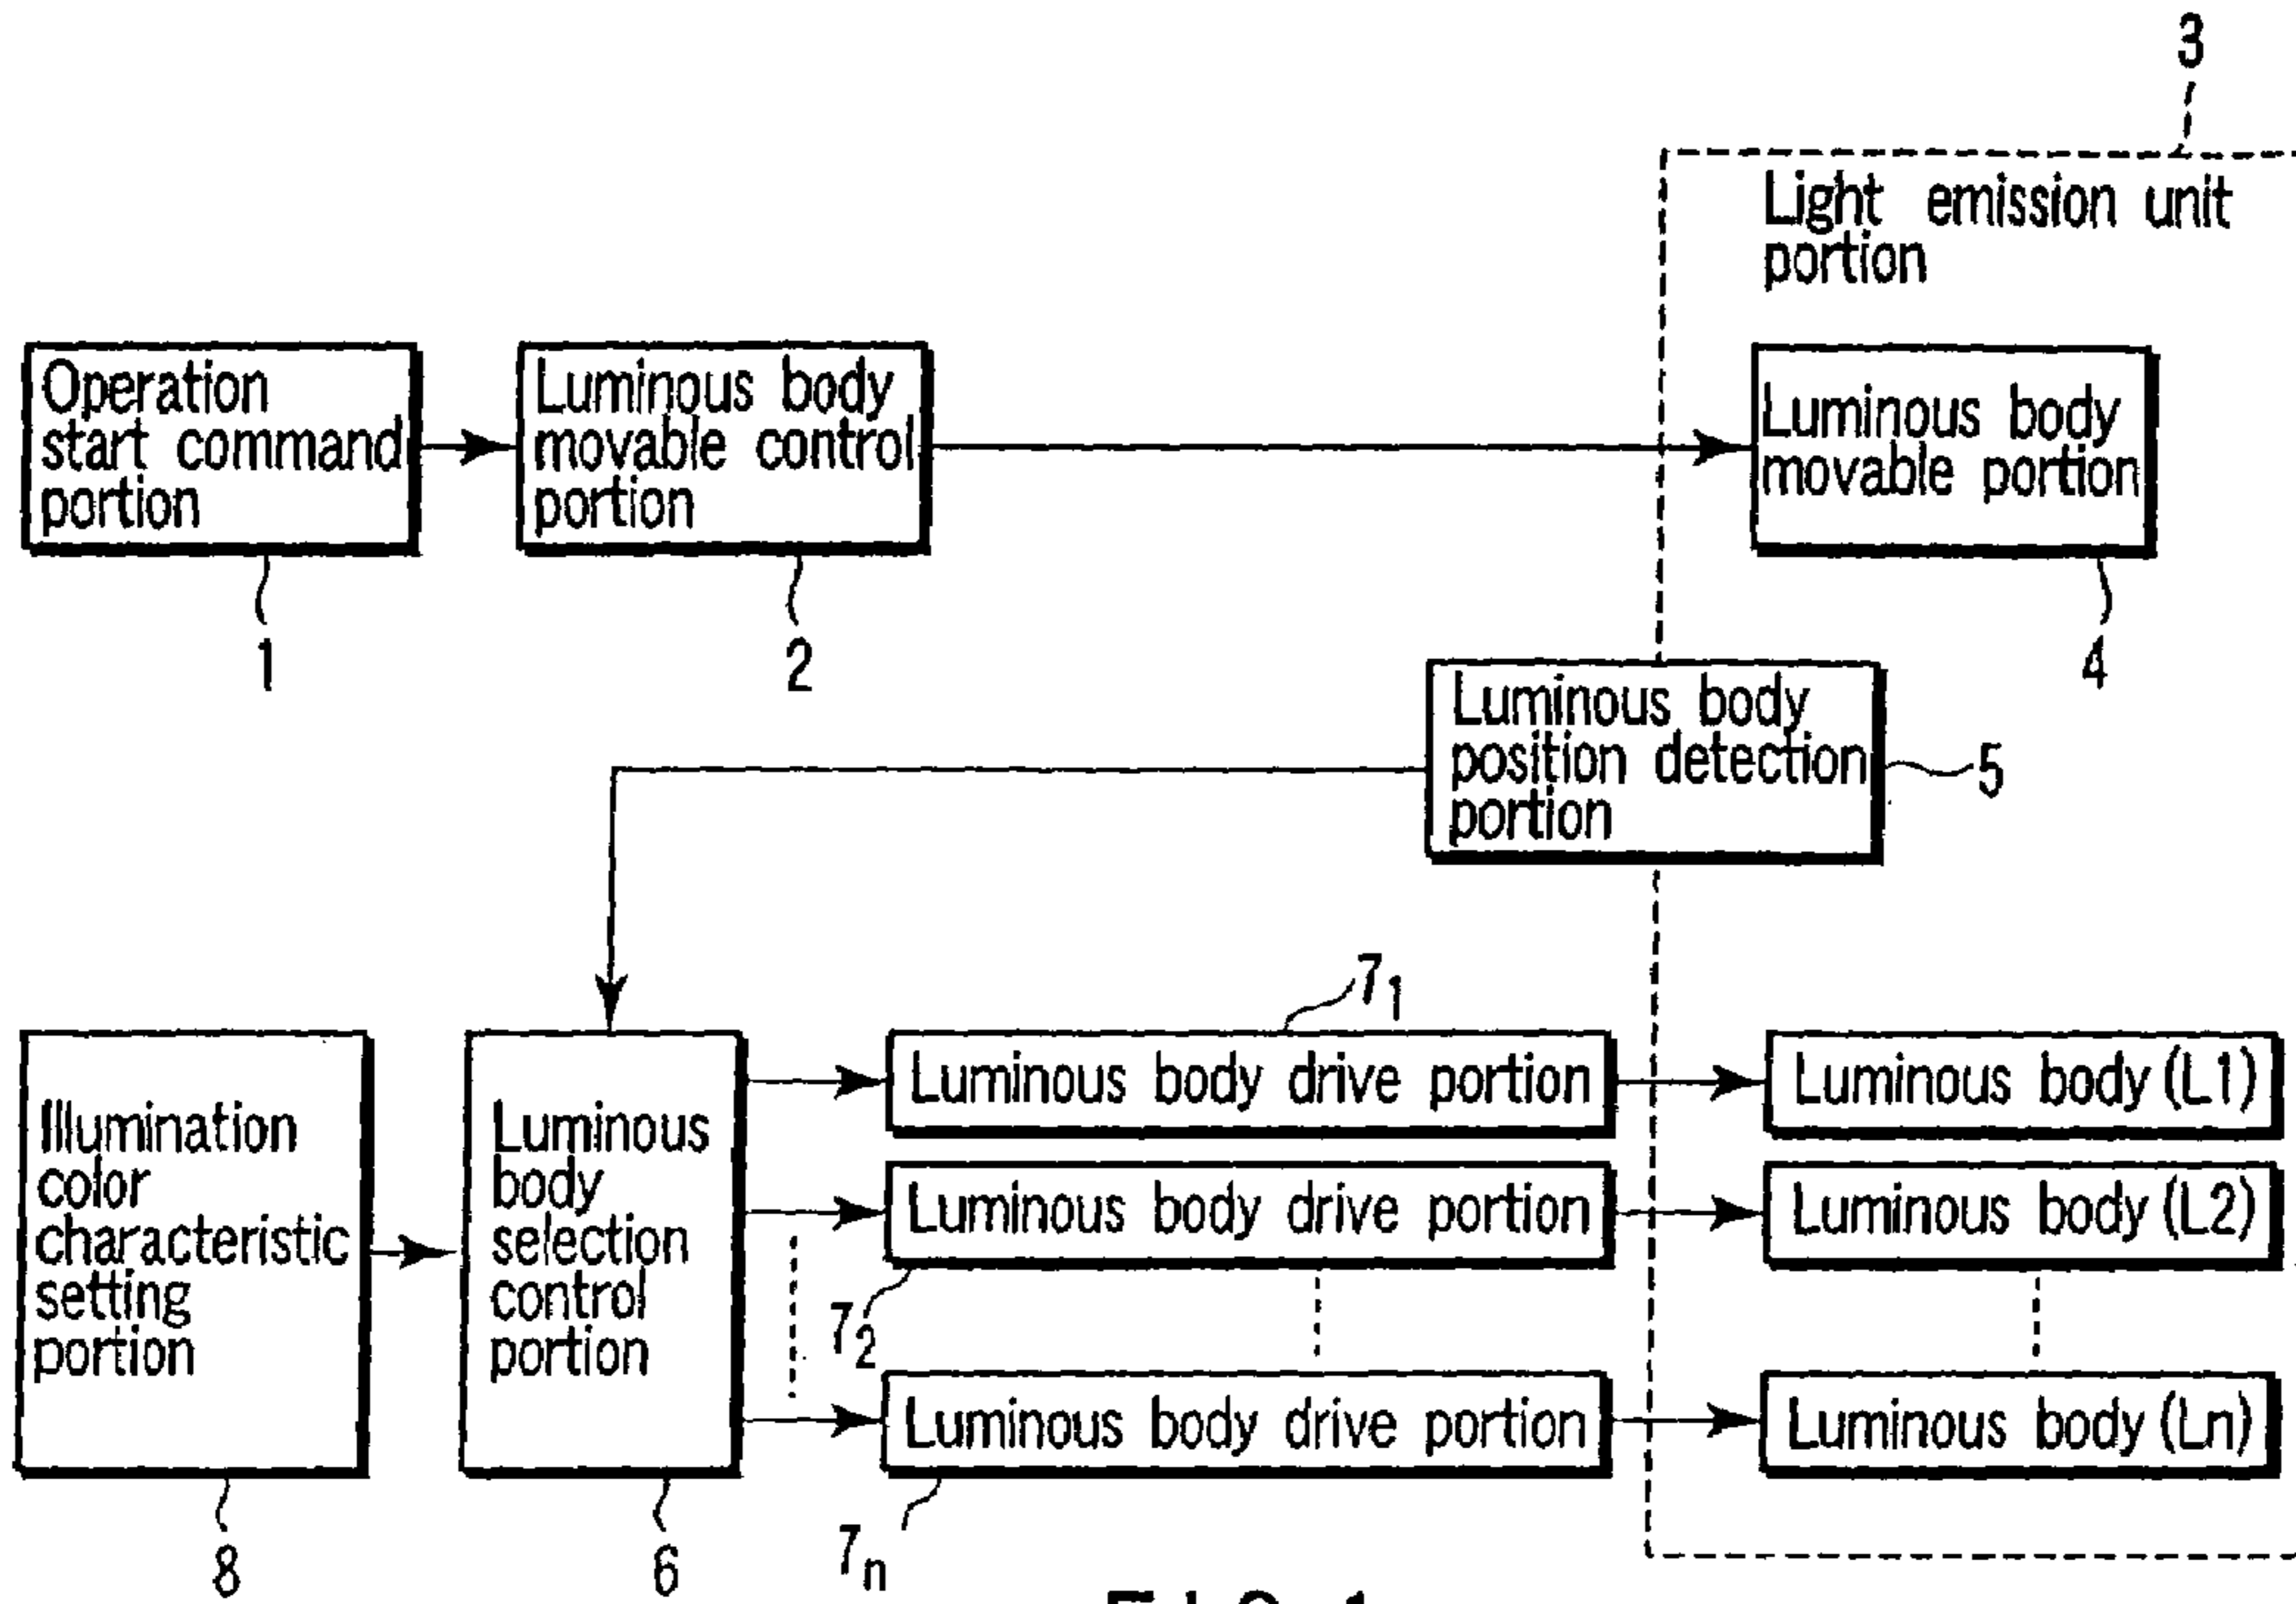 3
Light emission unit
portion
Operation
start command
portion
Luminous body
movable control
portion
Luminous body
movable portion
1
2
4
Luminous body
position detection
portion
5
7₁
Illumination
color
characteristic
setting
portion
Luminous
body
selection
control
portion
Luminous body drive portion
Luminous body (L1)
Luminous body drive portion
Luminous body (L2)
7₂
Luminous body drive portion
Luminous body (Ln)
8
6
7ₙ